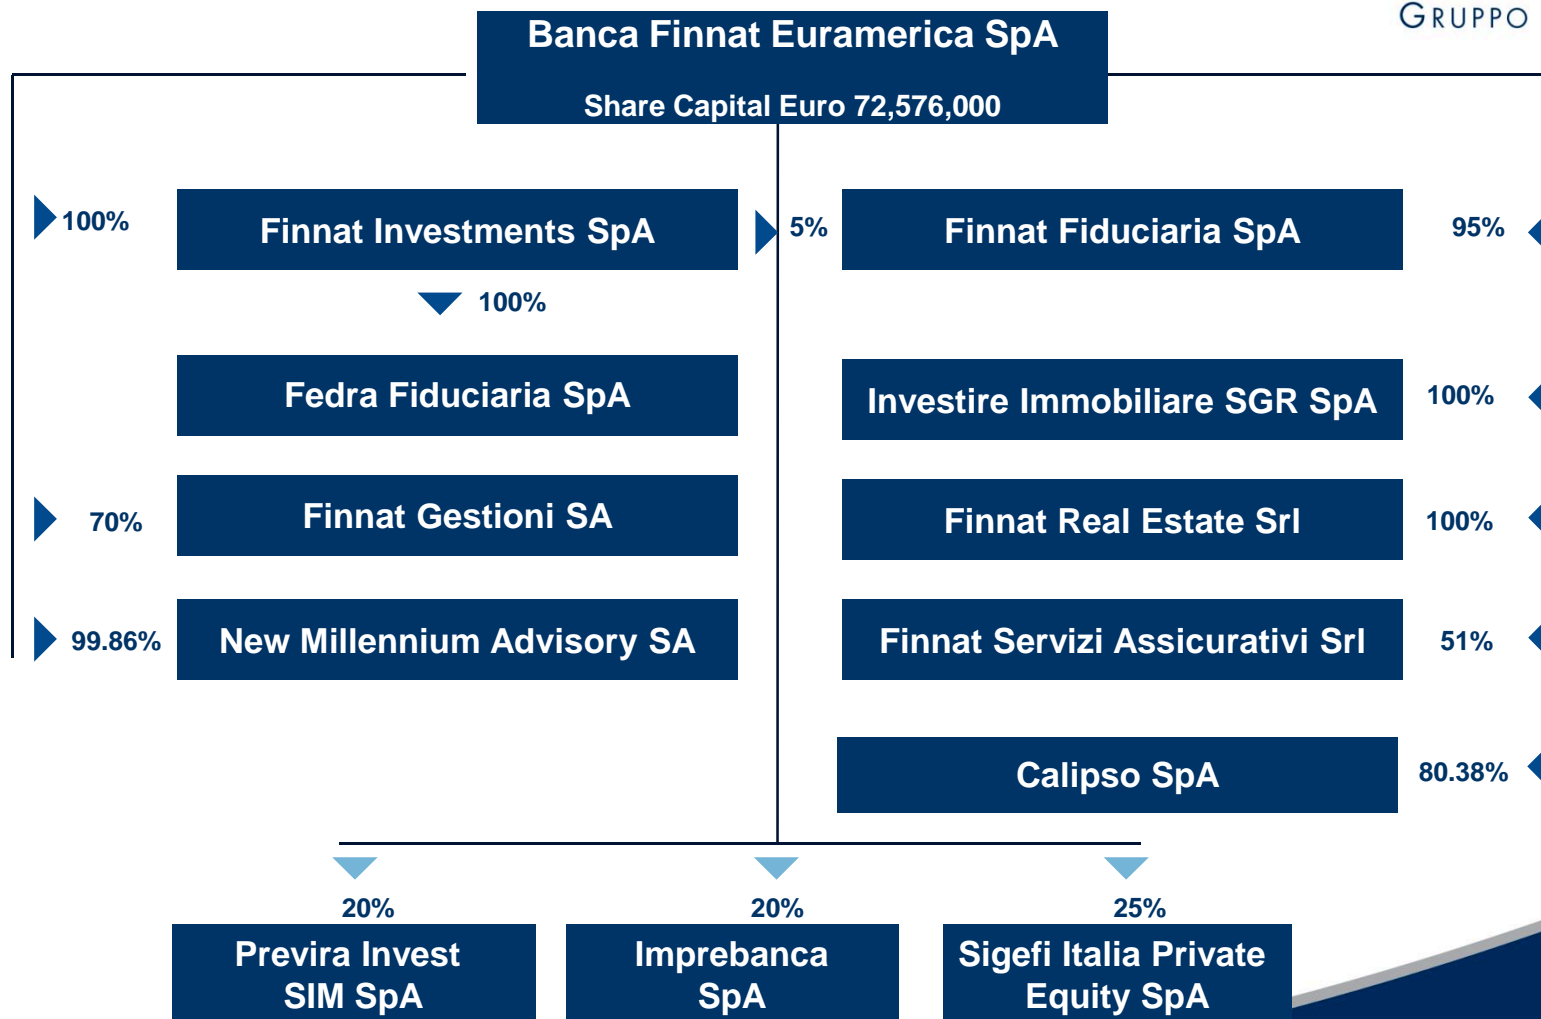 GRUPPO
Banca Finnat Euramerica SpA
Share Capital Euro 72,576,000
100%
Finnat Investments SpA
5%
Finnat Fiduciaria SpA
95%
100%
Fedra Fiduciaria SpA
Investire Immobiliare SGR SpA
100%
70%
Finnat Gestioni SA
Finnat Real Estate Srl
100%
99.86%
New Millennium Advisory SA
Finnat Servizi Assicurativi Srl
51%
Calipso SpA
80.38%
20%
20%
25%
Previra Invest
SIM SpA
Imprebanca
SpA
Sigefi Italia Private
Equity SpA